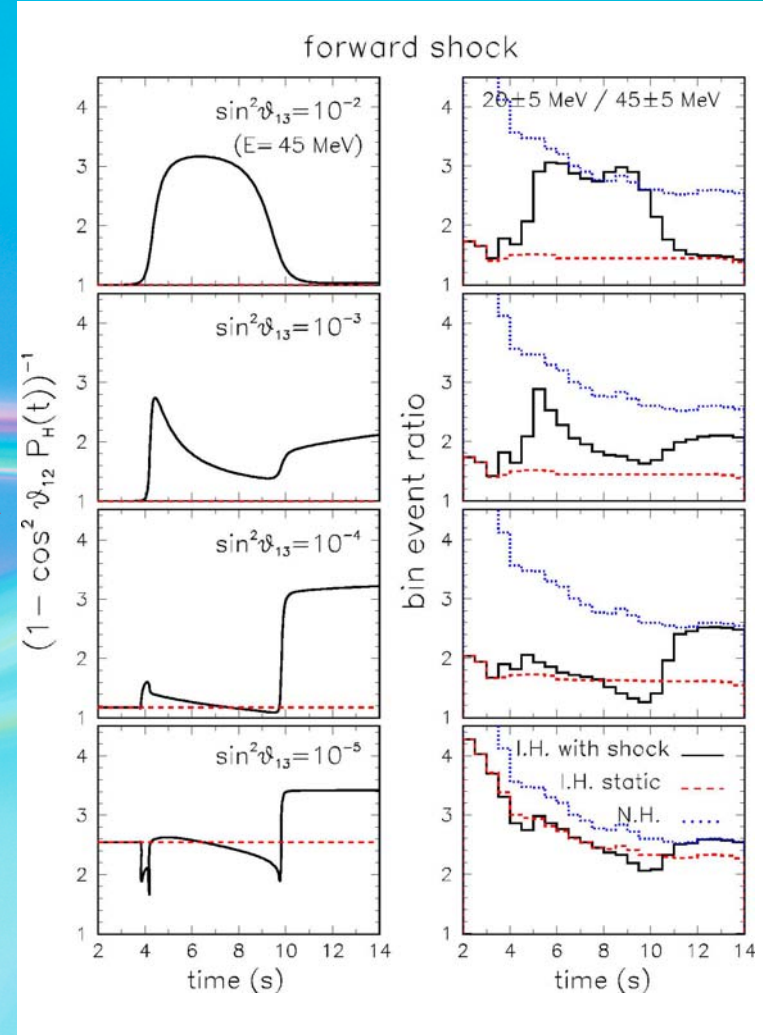 forward shock
(1− cos² ϑ₁₂ P_H(t))⁻¹
sin²ϑ₁₃=10⁻²
(E= 45 MeV)
4
3
2
1
sin²ϑ₁₃=10⁻³
4
3
2
1
sin²ϑ₁₃=10⁻⁴
4
3
2
1
sin²ϑ₁₃=10⁻⁵
4
3
2
1
2 4 6 8 10 12 14
time (s)
bin event ratio
20±5 MeV / 45±5 MeV
4
3
2
1
4
3
2
1
4
3
2
1
I.H. with shock
I.H. static
N.H.
4
3
2
1
2 4 6 8 10 12 14
time (s)